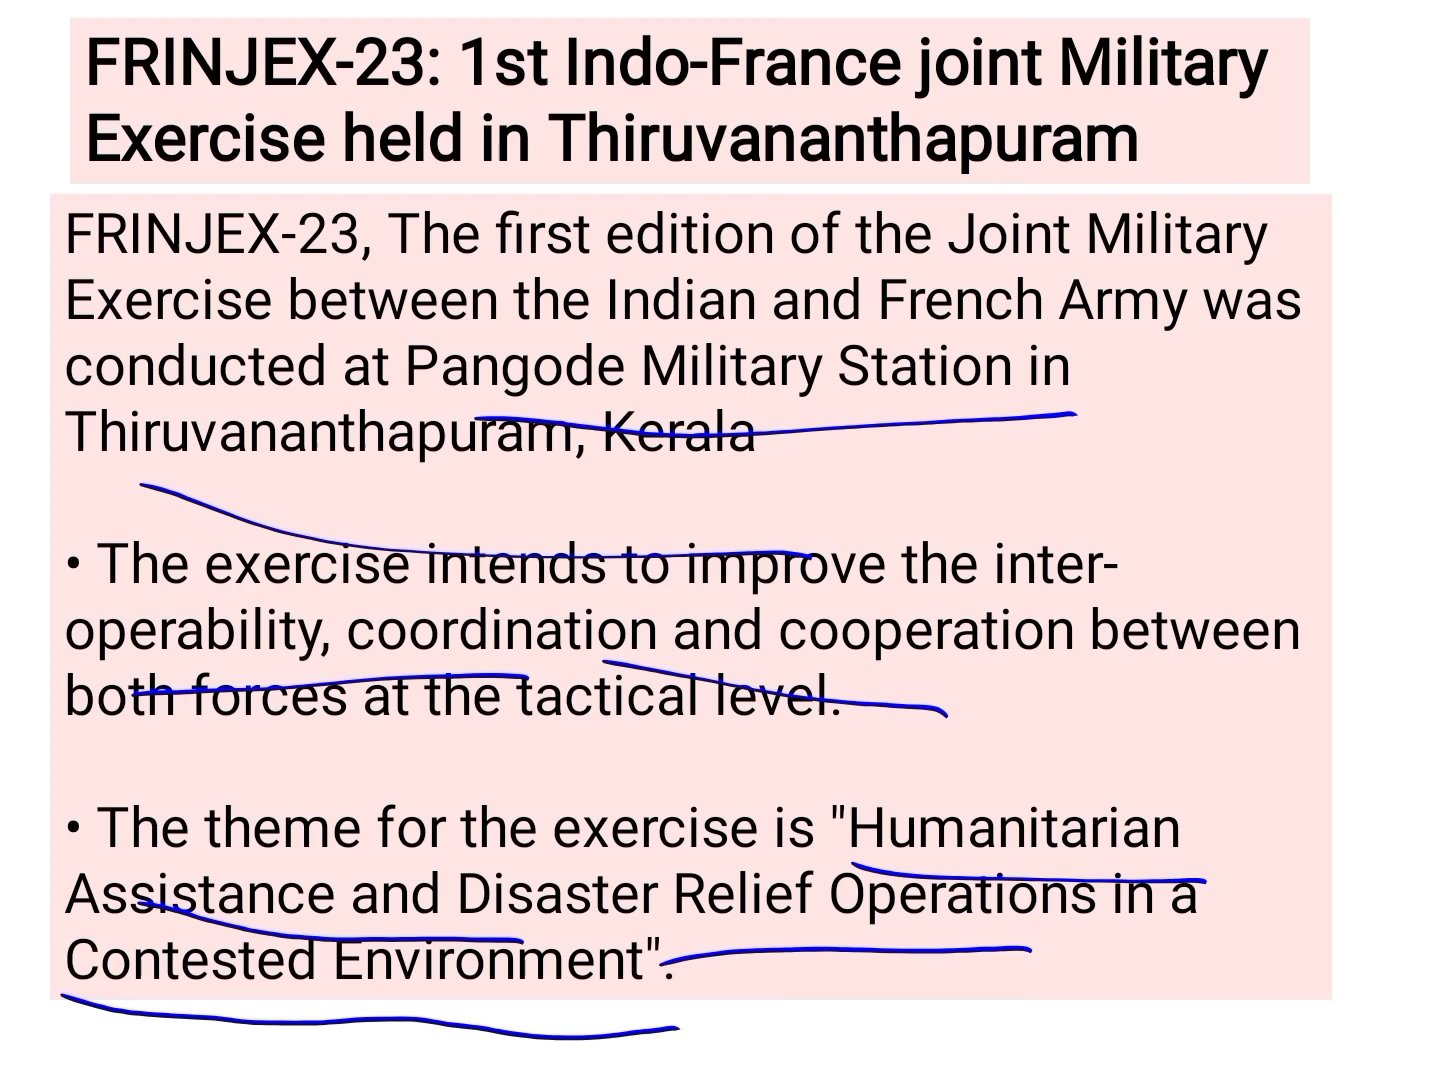 FRINJEX-23: 1st Indo-France joint Military
Exercise held in Thiruvananthapuram
FRINJEX-23, The first edition of the Joint Military
Exercise between the Indian and French Army was
conducted at Pangode Military Station in
Thiruvananthapuram, Kerala
• The exercise intends to improve the inter-
operability, coordination and cooperation between
both forces at the tactical level.
• The theme for the exercise is "Humanitarian
Assistance and Disaster Relief Operations in a
Contested Environment".